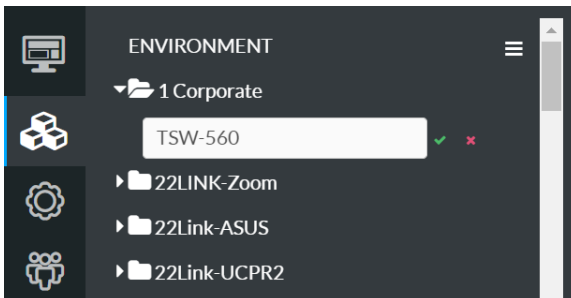 ENVIRONMENT
1 Corporate
TSW-560
22LINK-Zoom
22Link-ASUS
22Link-UCPR2